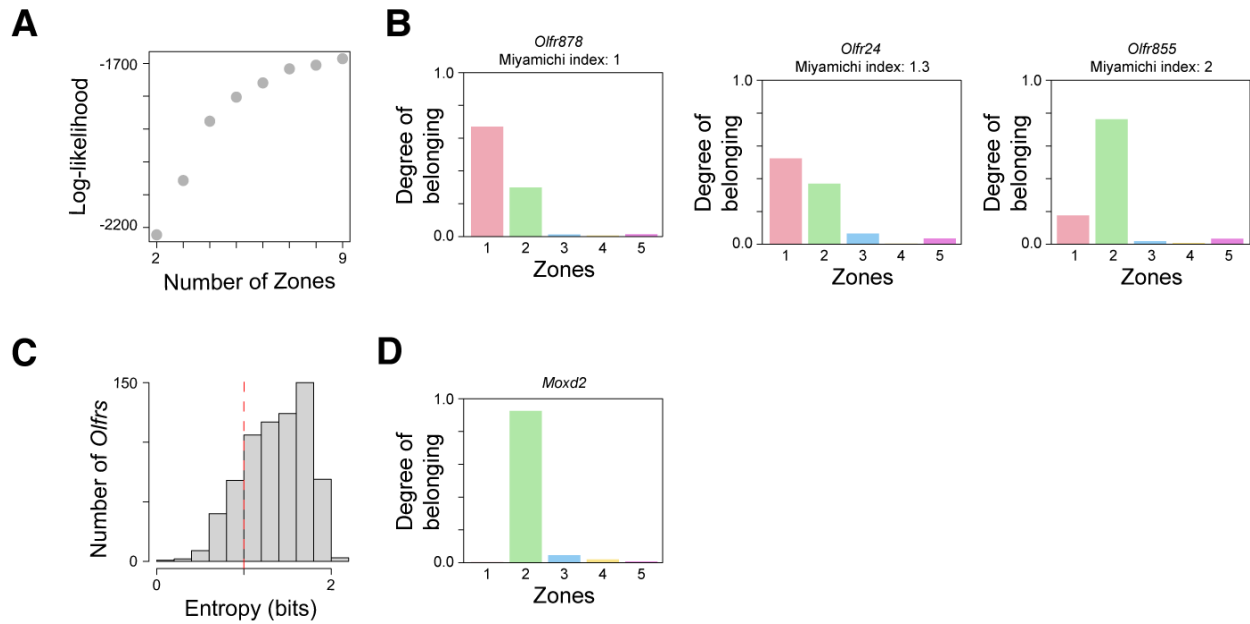 A
-1700
-2200
Log-likelihood
2
9
Number of Zones
B
Olfr878
Miyamichi index: 1
1.0
0.0
Degree of
belonging
1 2 3 4 5
Zones
Olfr24
Miyamichi index: 1.3
1.0
0.0
Degree of
belonging
1 2 3 4 5
Zones
Olfr855
Miyamichi index: 2
1.0
0.0
Degree of
belonging
1 2 3 4 5
Zones
C
150
0
Number of Olfrs
0
2
Entropy (bits)
D
Moxd2
1.0
0.0
Degree of
belonging
1 2 3 4 5
Zones